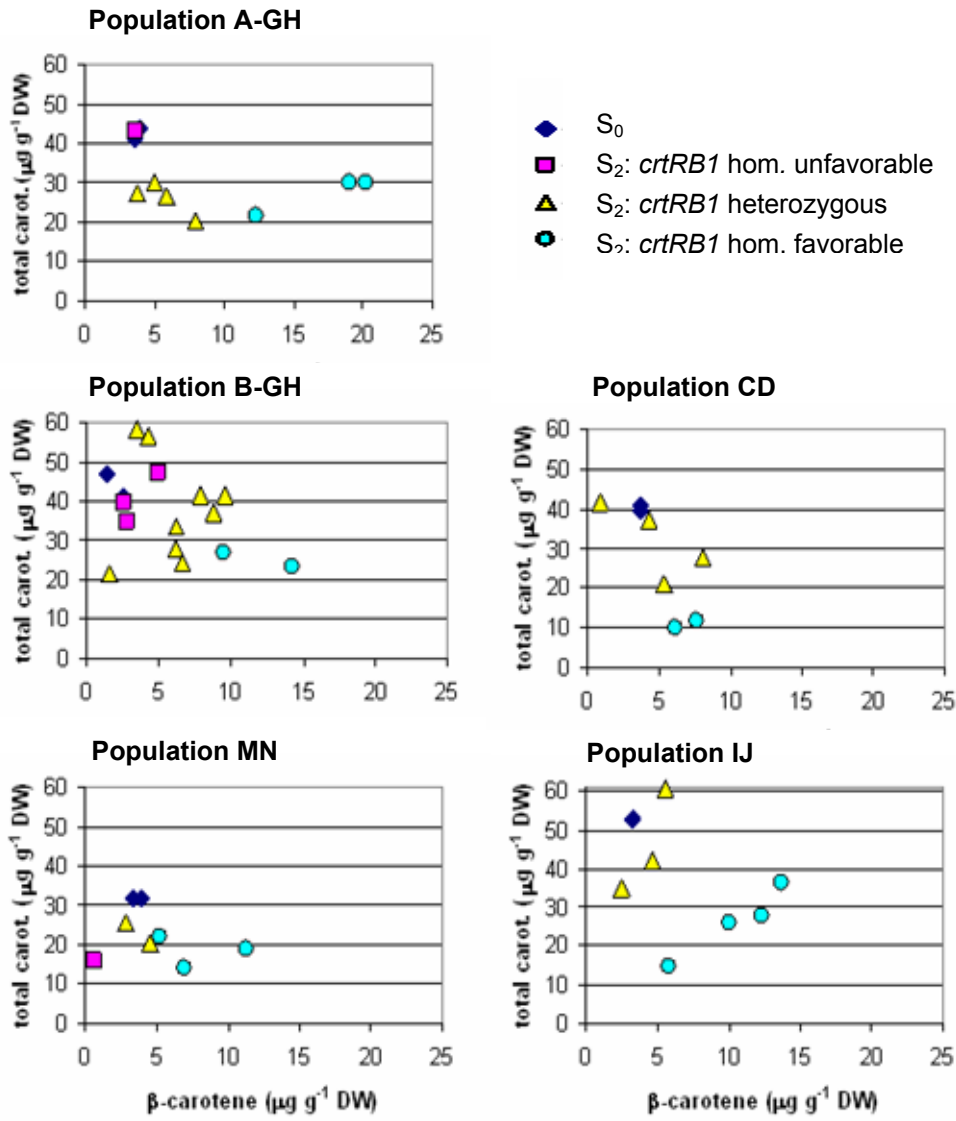 Population A-GH
total carot. (µg g-1 DW)
60
50
40
30
20
10
0
0 5 10 15 20 25
S0
S2: crtRB1 hom. unfavorable
S2: crtRB1 heterozygous
S2: crtRB1 hom. favorable
Population B-GH
total carot. (µg g-1 DW)
60
50
40
30
20
10
0
0 5 10 15 20 25
Population CD
total carot. (µg g-1 DW)
60
50
40
30
20
10
0
0 5 10 15 20 25
Population MN
total carot. (µg g-1 DW)
60
50
40
30
20
10
0
0 5 10 15 20 25
β-carotene (µg g-1 DW)
Population IJ
total carot. (µg g-1 DW)
60
50
40
30
20
10
0
0 5 10 15 20 25
β-carotene (µg g-1 DW)